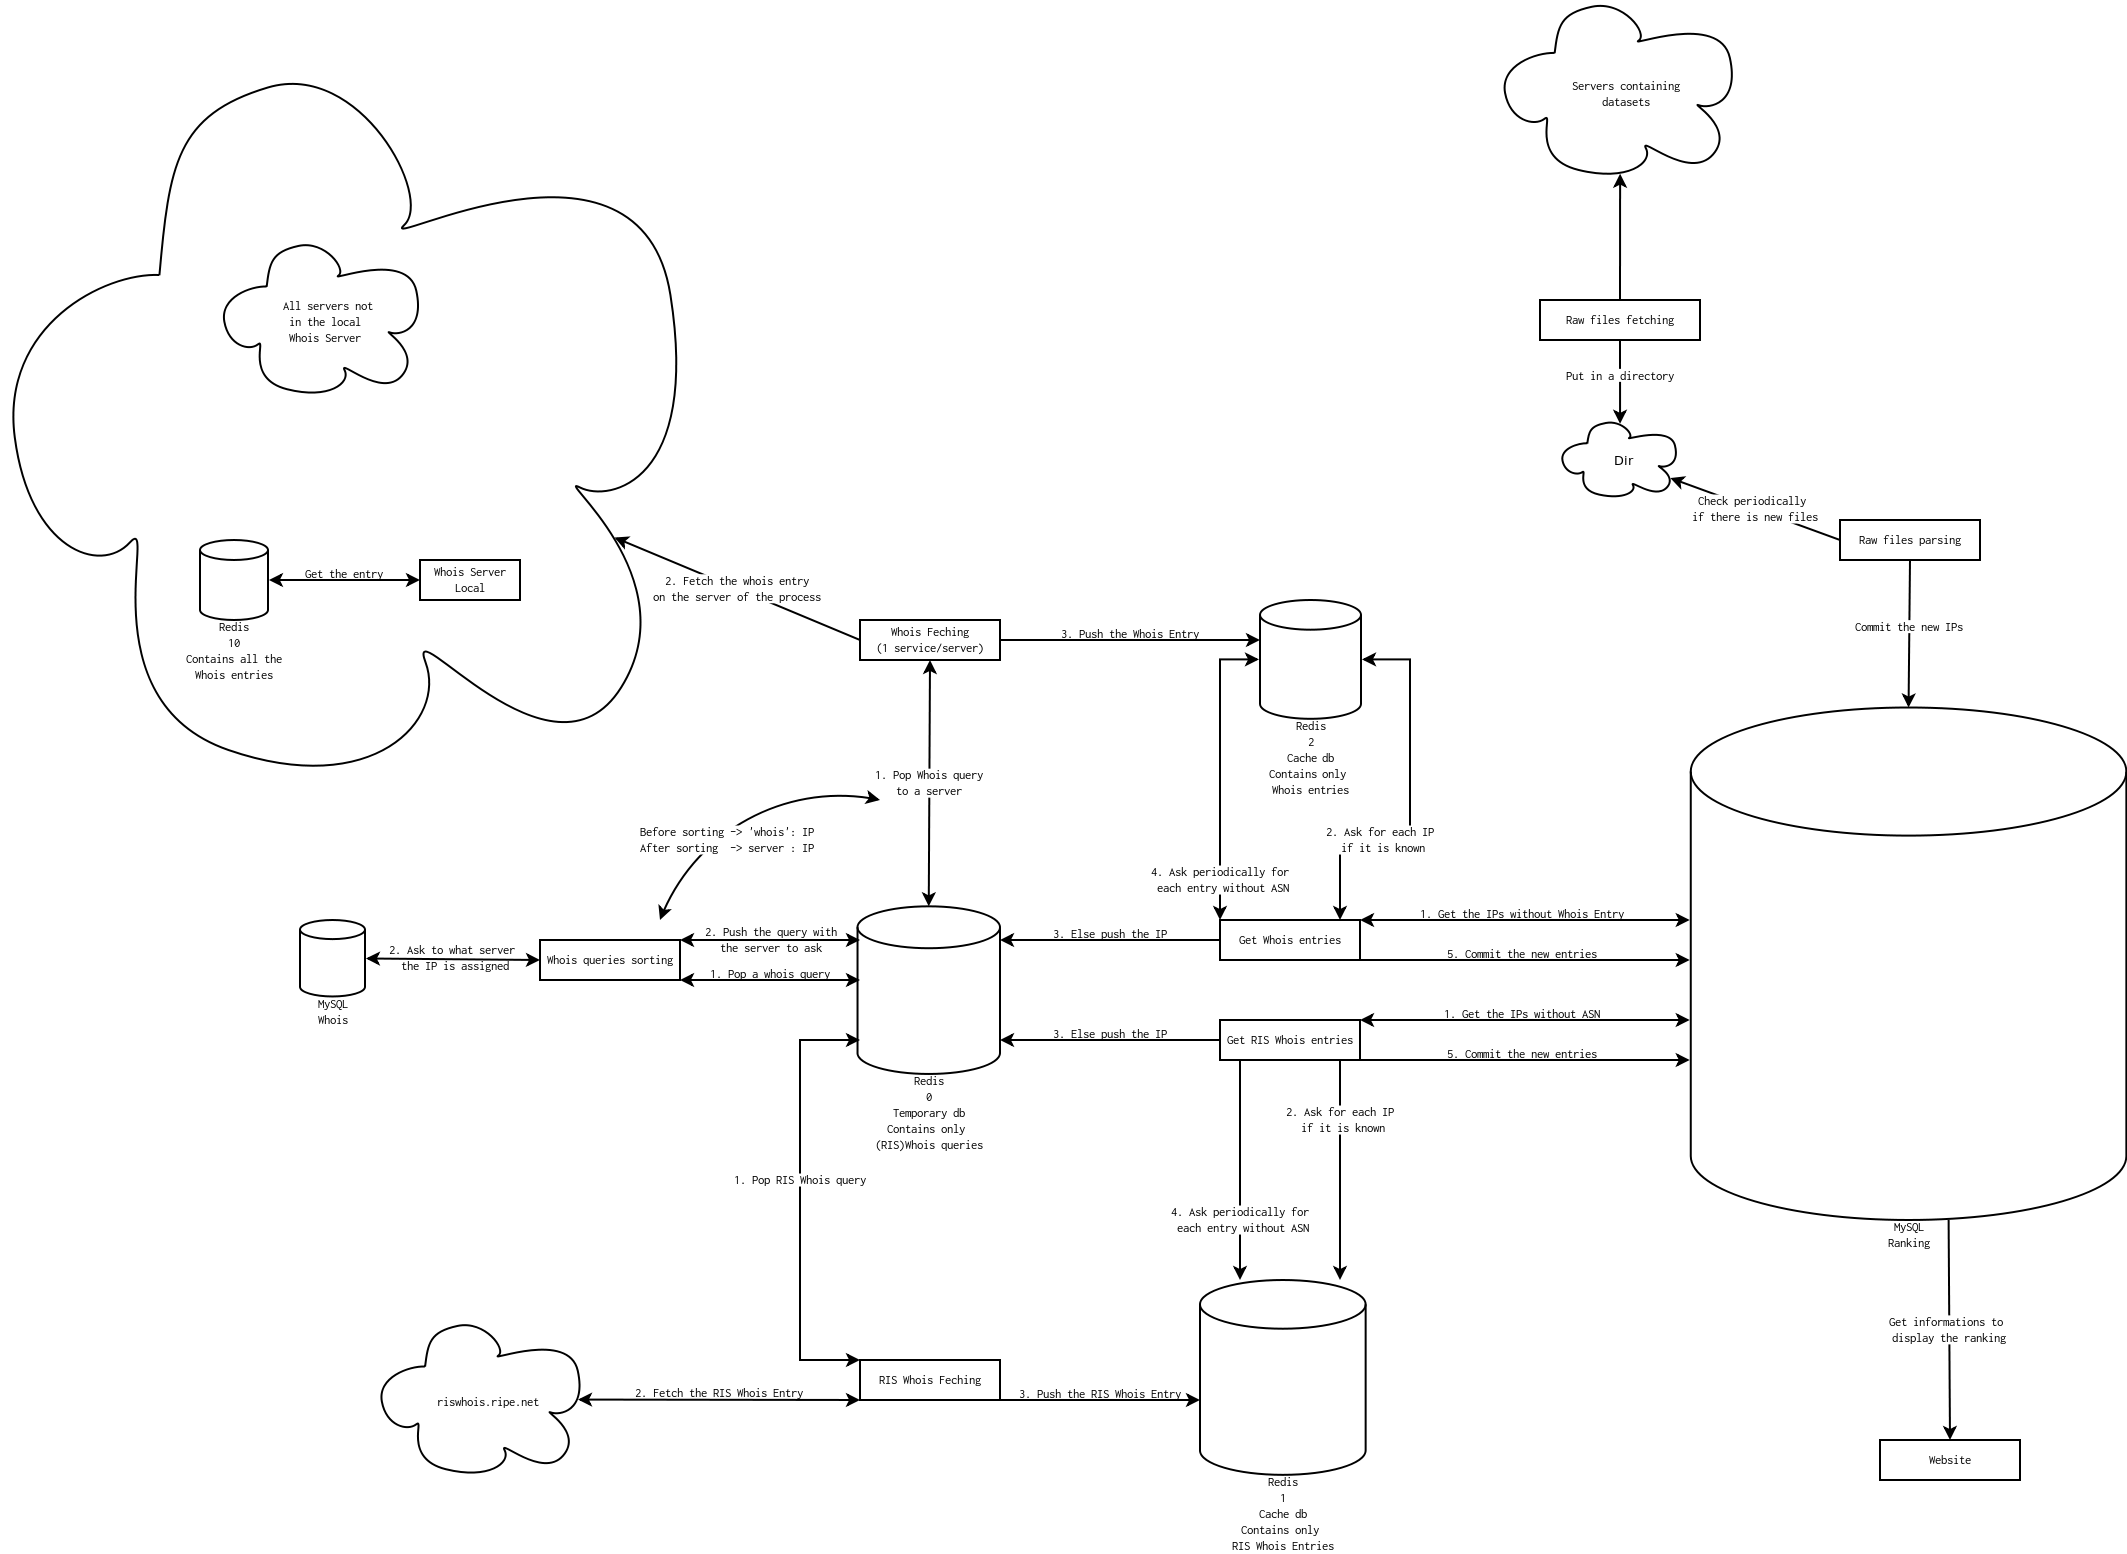 Servers containing
datasets
All servers not
in the local
Whois Server
Raw files fetching
Put in a directory
Dir
Check periodically
if there is new files
Raw files parsing
Get the entry
Whois Server
Local
Redis
10
Contains all the
Whois entries
2. Fetch the whois entry
on the server of the process
Whois Feching
(1 service/server)
3. Push the Whois Entry
Commit the new IPs
Redis
2
Cache db
Contains only
Whois entries
1. Pop Whois query
to a server
Before sorting -> 'whois': IP
After sorting  -> server : IP
2. Ask for each IP
if it is known
4. Ask periodically for
each entry without ASN
MySQL
Whois
2. Ask to what server
the IP is assigned
Whois queries sorting
2. Push the query with
the server to ask
1. Pop a whois query
3. Else push the IP
Get Whois entries
1. Get the IPs without Whois Entry
5. Commit the new entries
3. Else push the IP
Get RIS Whois entries
1. Get the IPs without ASN
5. Commit the new entries
Redis
0
Temporary db
Contains only
(RIS)Whois queries
2. Ask for each IP
if it is known
1. Pop RIS Whois query
4. Ask periodically for
each entry without ASN
MySQL
Ranking
Get informations to
display the ranking
riswhois.ripe.net
2. Fetch the RIS Whois Entry
RIS Whois Feching
3. Push the RIS Whois Entry
Website
Redis
1
Cache db
Contains only
RIS Whois Entries